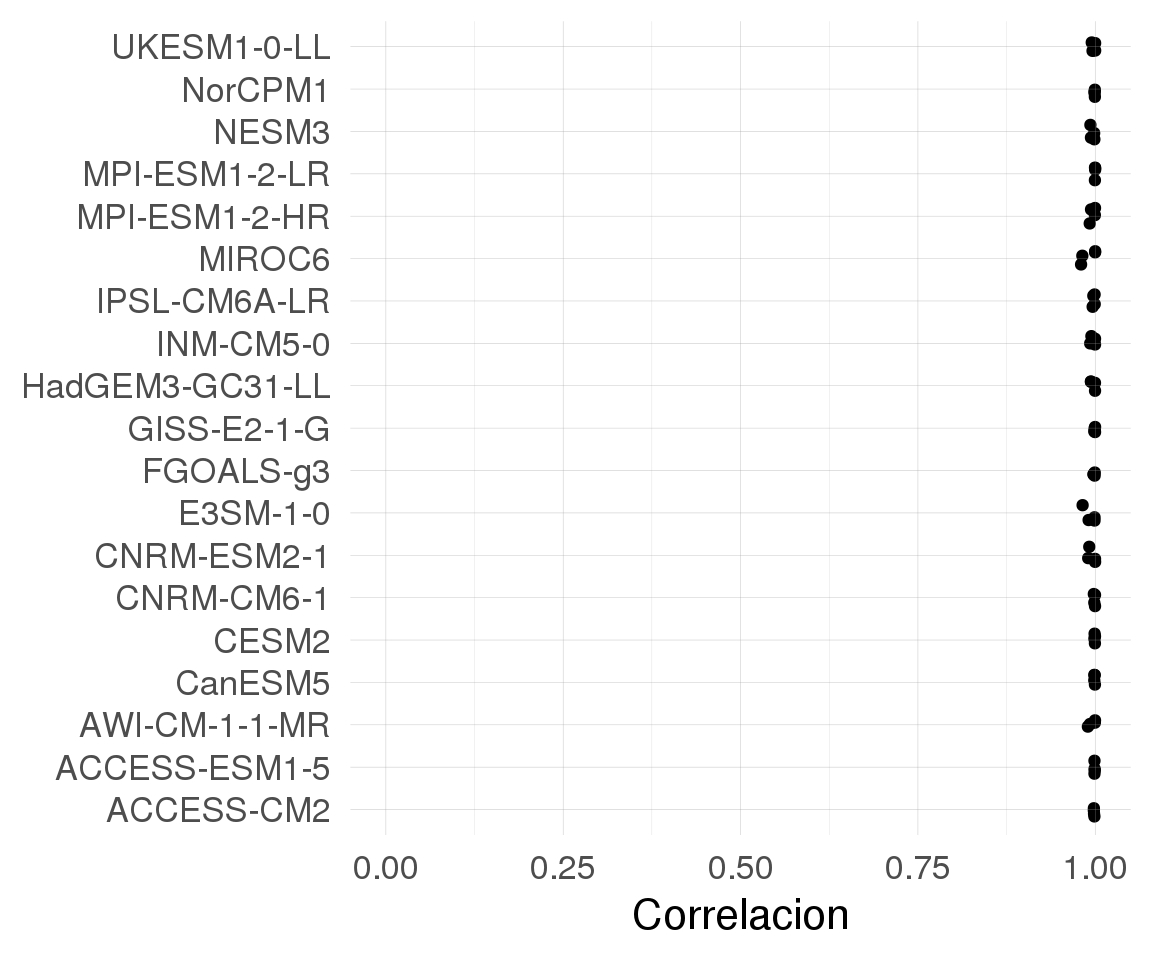 UKESM1-0-LL
NorCPM1
NESM3
MPI-ESM1-2-LR
MPI-ESM1-2-HR
MIROC6
IPSL-CM6A-LR
INM-CM5-0
HadGEM3-GC31-LL
GISS-E2-1-G
FGOALS-g3
E3SM-1-0
CNRM-ESM2-1
CNRM-CM6-1
CESM2
CanESM5
AWI-CM-1-1-MR
ACCESS-ESM1-5
ACCESS-CM2
0.00 0.25 0.50 0.75 1.00
Correlacion